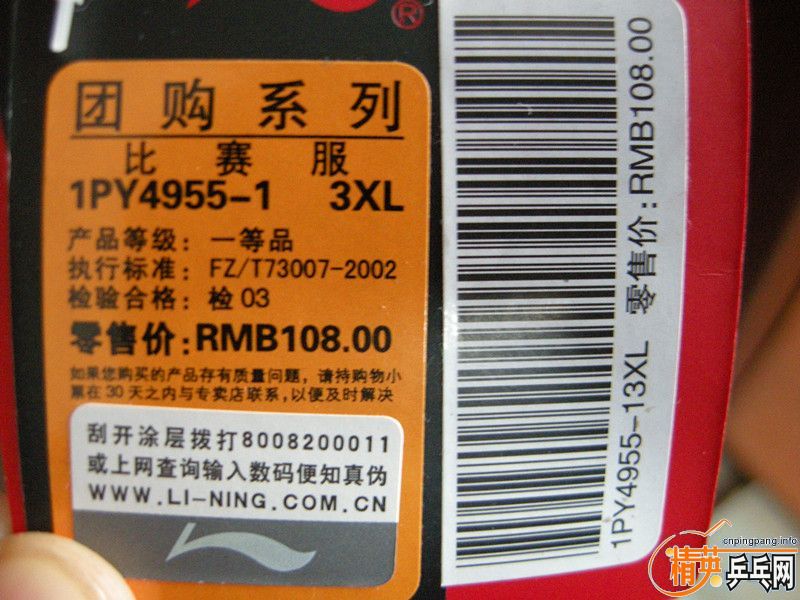 ®
团购系列
比赛服
1PY4955-1 3XL
产品等级：一等品
执行标准：FZ/T73007-2002
检验合格：检 03
零售价：RMB108.00
如果您购买的产品存有质量问题，请持购物小
票在 30 天之内与专卖店联系，以便及时解决
刮开涂层拨打8008200011
或上网查询输入数码便知真伪
WWW.LI-NING.COM.CN
1PY4955-13XL 零售价：RMB108.00
cnpingpang.info
精英乒乓网